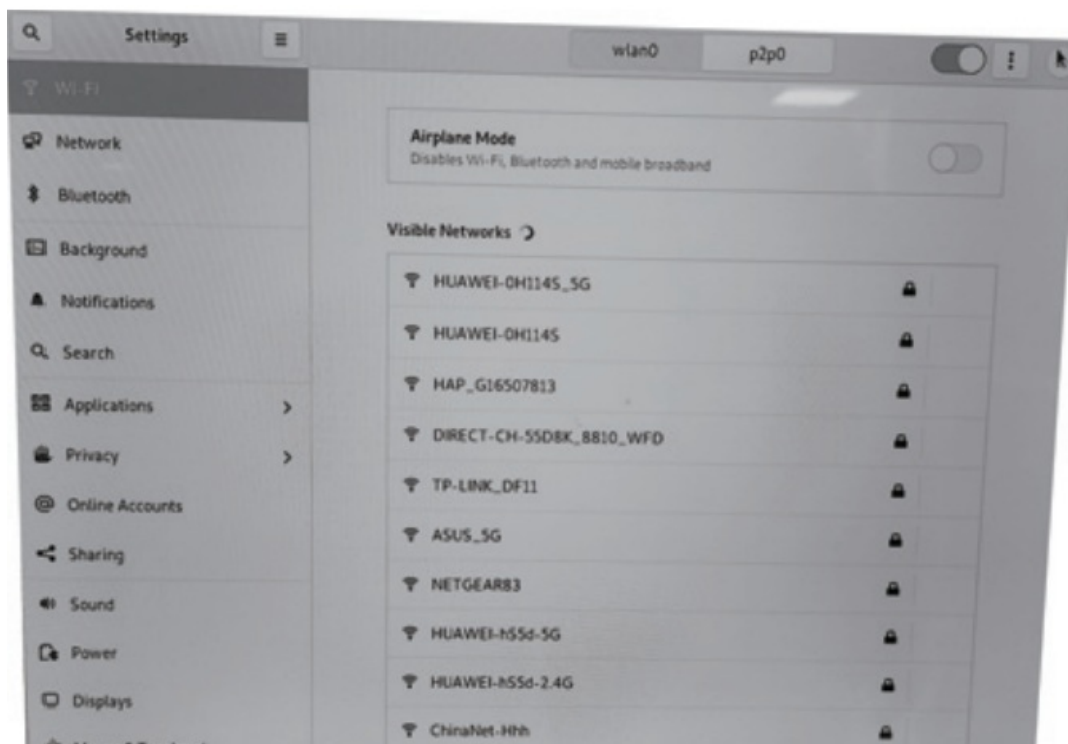 Settings
wlan0
p2p0
Wi-Fi
Network
Bluetooth
Background
Notifications
Search
Applications
Privacy
Online Accounts
Sharing
Sound
Power
Displays
Airplane Mode
Disables Wi-Fi, Bluetooth and mobile broadband
Visible Networks
HUAWEI-0H114S_5G
HUAWEI-0H114S
HAP_G16507813
DIRECT-CH-55D8K_8810_WFD
TP-LINK_DF11
ASUS_5G
NETGEAR83
HUAWEI-h55d-5G
HUAWEI-h55d-2.4G
ChinaNet-Hhh